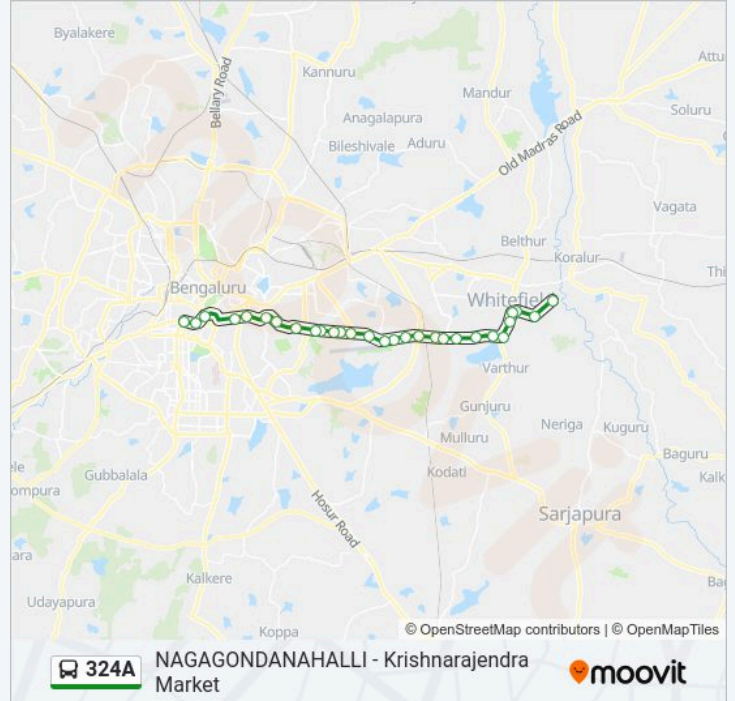 Byalakere
Bellary Road
Kannuru
Mandur
Attu
Soluru
Anagalapura
Bileshivale
Aduru
Old Madras Road
Vagata
Belthur
Koralur
Thi
Bengaluru
Whitefield
Varthur
Gunjuru
Neriga
Kuguru
Mulluru
Baguru
ele
Gubbalala
Kodati
Kalk
ompura
Hosur Road
Sarjapura
ara
Kalkere
Bag
Udayapura
Koppa
© OpenStreetMap contributors | © OpenMapTiles
324A
NAGAGONDANAHALLI - Krishnarajendra
Market
moovit